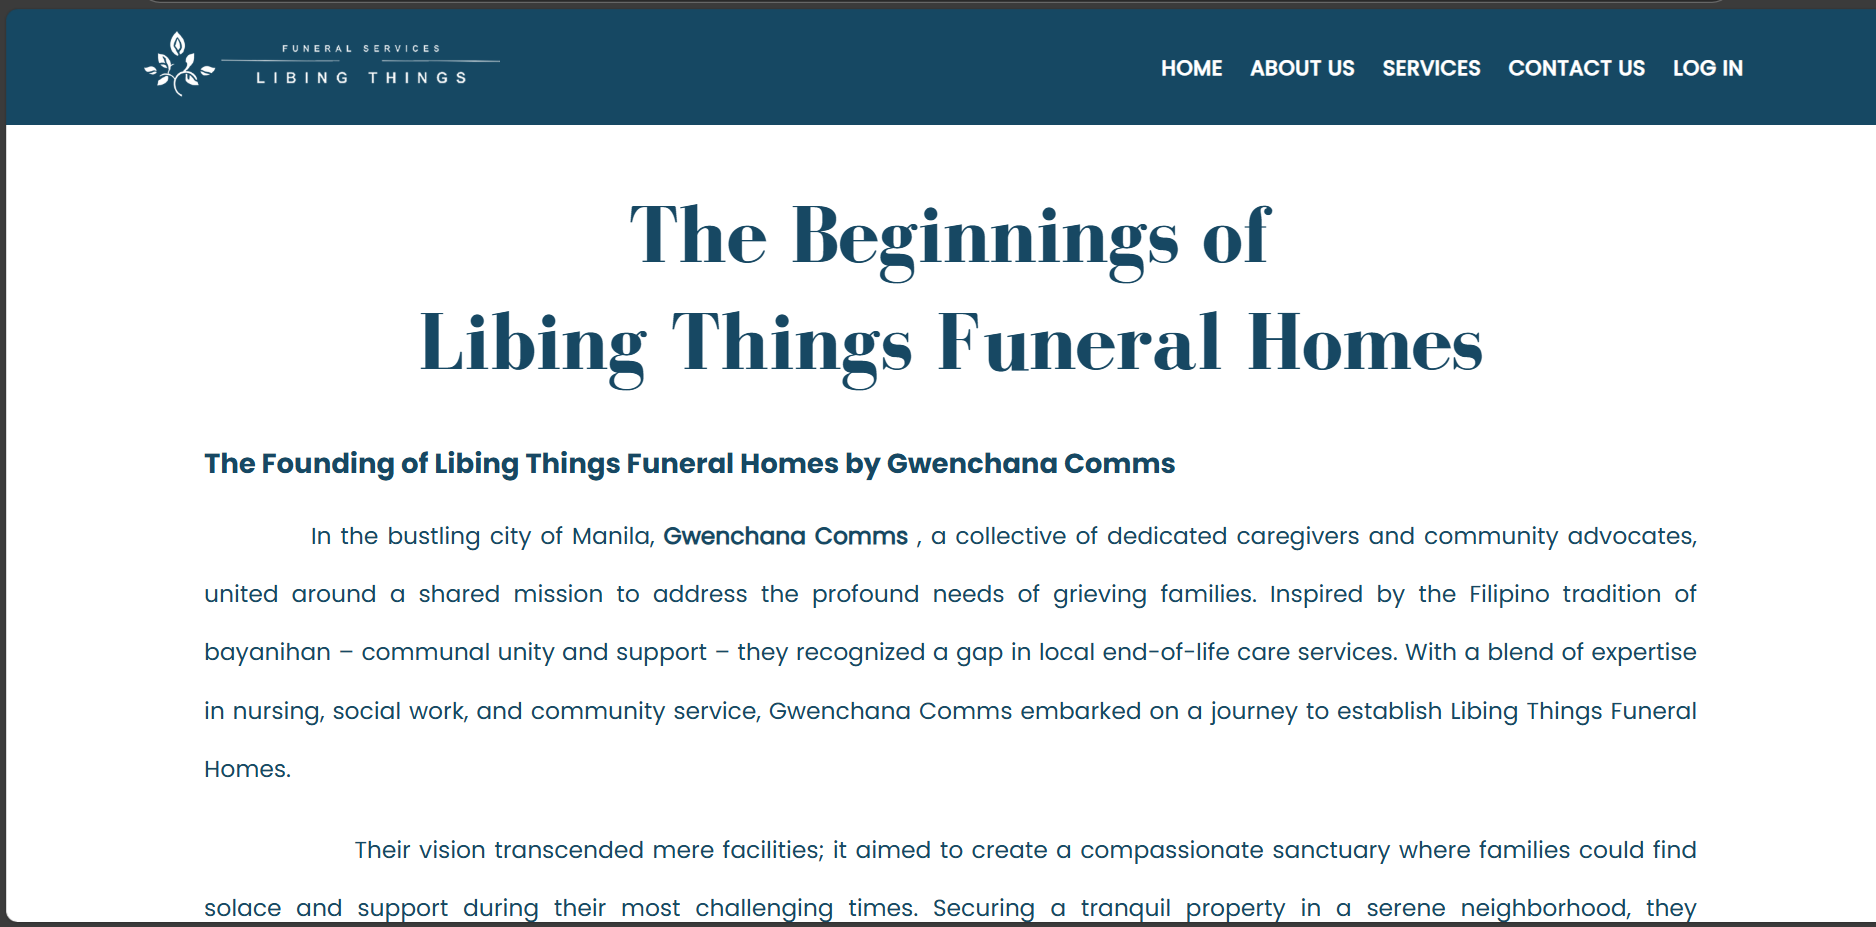 FUNERAL SERVICES
LIBING THINGS
HOME ABOUT US SERVICES CONTACT US LOG IN
The Beginnings of
Libing Things Funeral Homes
The Founding of Libing Things Funeral Homes by Gwenchana Comms
In the bustling city of Manila, Gwenchana Comms , a collective of dedicated caregivers and community advocates,
united around a shared mission to address the profound needs of grieving families. Inspired by the Filipino tradition of
bayanihan – communal unity and support – they recognized a gap in local end-of-life care services. With a blend of expertise
in nursing, social work, and community service, Gwenchana Comms embarked on a journey to establish Libing Things Funeral
Homes.
Their vision transcended mere facilities; it aimed to create a compassionate sanctuary where families could find
solace and support during their most challenging times. Securing a tranquil property in a serene neighborhood, they